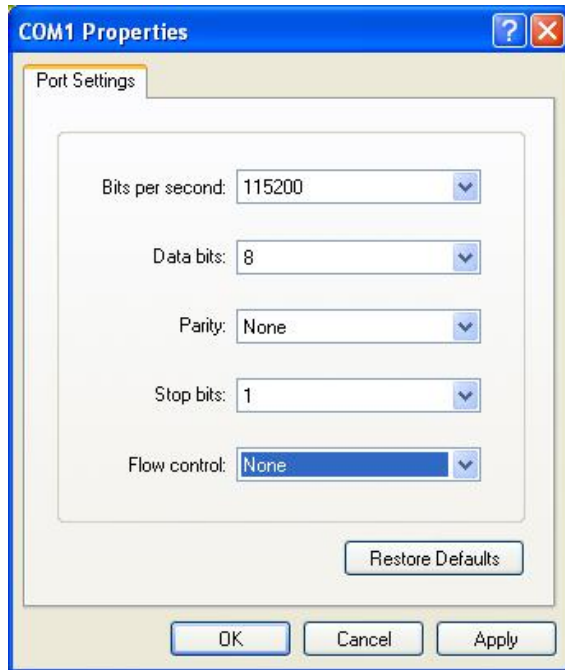 COM1 Properties
Port Settings
Bits per second: 115200
Data bits: 8
Parity: None
Stop bits: 1
Flow control: None
Restore Defaults
OK Cancel Apply